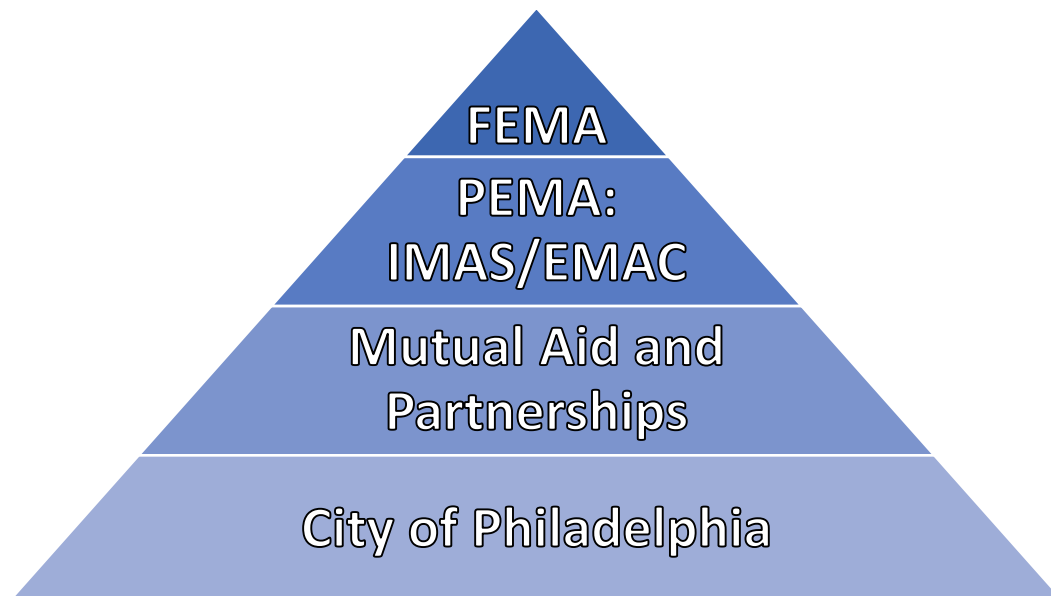 FEMA
PEMA:
IMAS/EMAC
Mutual Aid and
Partnerships
City of Philadelphia